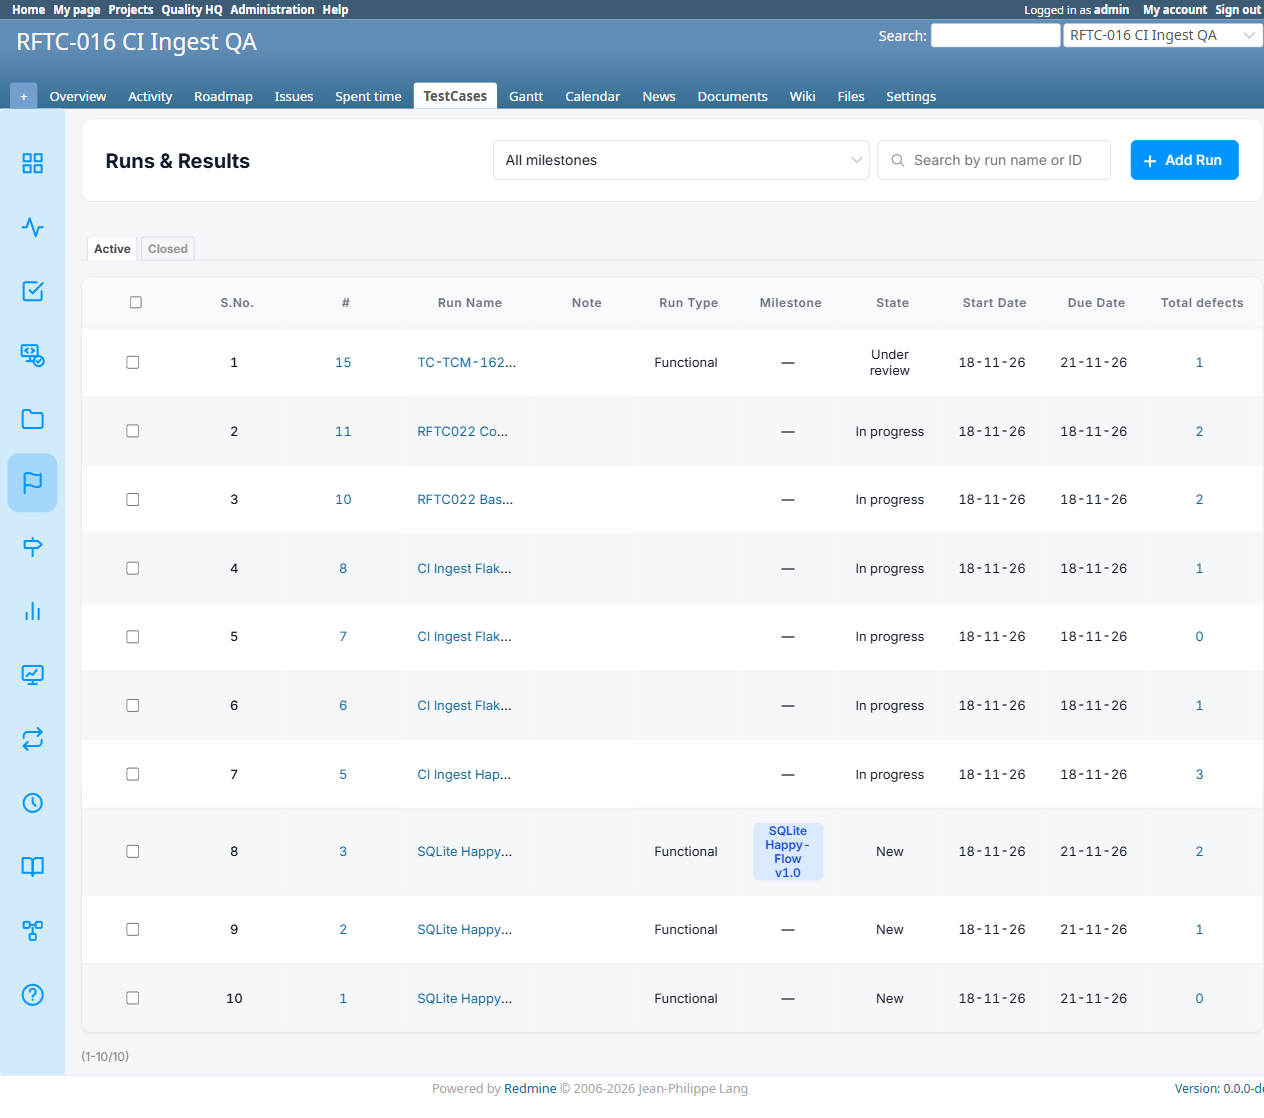 Home My page Projects Quality HQ Administration Help Logged in as admin My account Sign out
RFTC-016 CI Ingest QA Search: RFTC-016 CI Ingest QA
+ Overview Activity Roadmap Issues Spent time TestCases Gantt Calendar News Documents Wiki Files Settings
Runs & Results All milestones Search by run name or ID + Add Run
Active Closed
S.No. # Run Name Note Run Type Milestone State Start Date Due Date Total defects
1 15 TC-TCM-162... Functional — Under review 18-11-26 21-11-26 1
2 11 RFTC022 Co... — In progress 18-11-26 18-11-26 2
3 10 RFTC022 Bas... — In progress 18-11-26 18-11-26 2
4 8 CI Ingest Flak... — In progress 18-11-26 18-11-26 1
5 7 CI Ingest Flak... — In progress 18-11-26 18-11-26 0
6 6 CI Ingest Flak... — In progress 18-11-26 18-11-26 1
7 5 CI Ingest Hap... — In progress 18-11-26 18-11-26 3
8 3 SQLite Happy... Functional SQLite Happy-Flow v1.0 New 18-11-26 21-11-26 2
9 2 SQLite Happy... Functional — New 18-11-26 21-11-26 1
10 1 SQLite Happy... Functional — New 18-11-26 21-11-26 0
(1-10/10)
Powered by Redmine © 2006-2026 Jean-Philippe Lang Version: 0.0.0-de